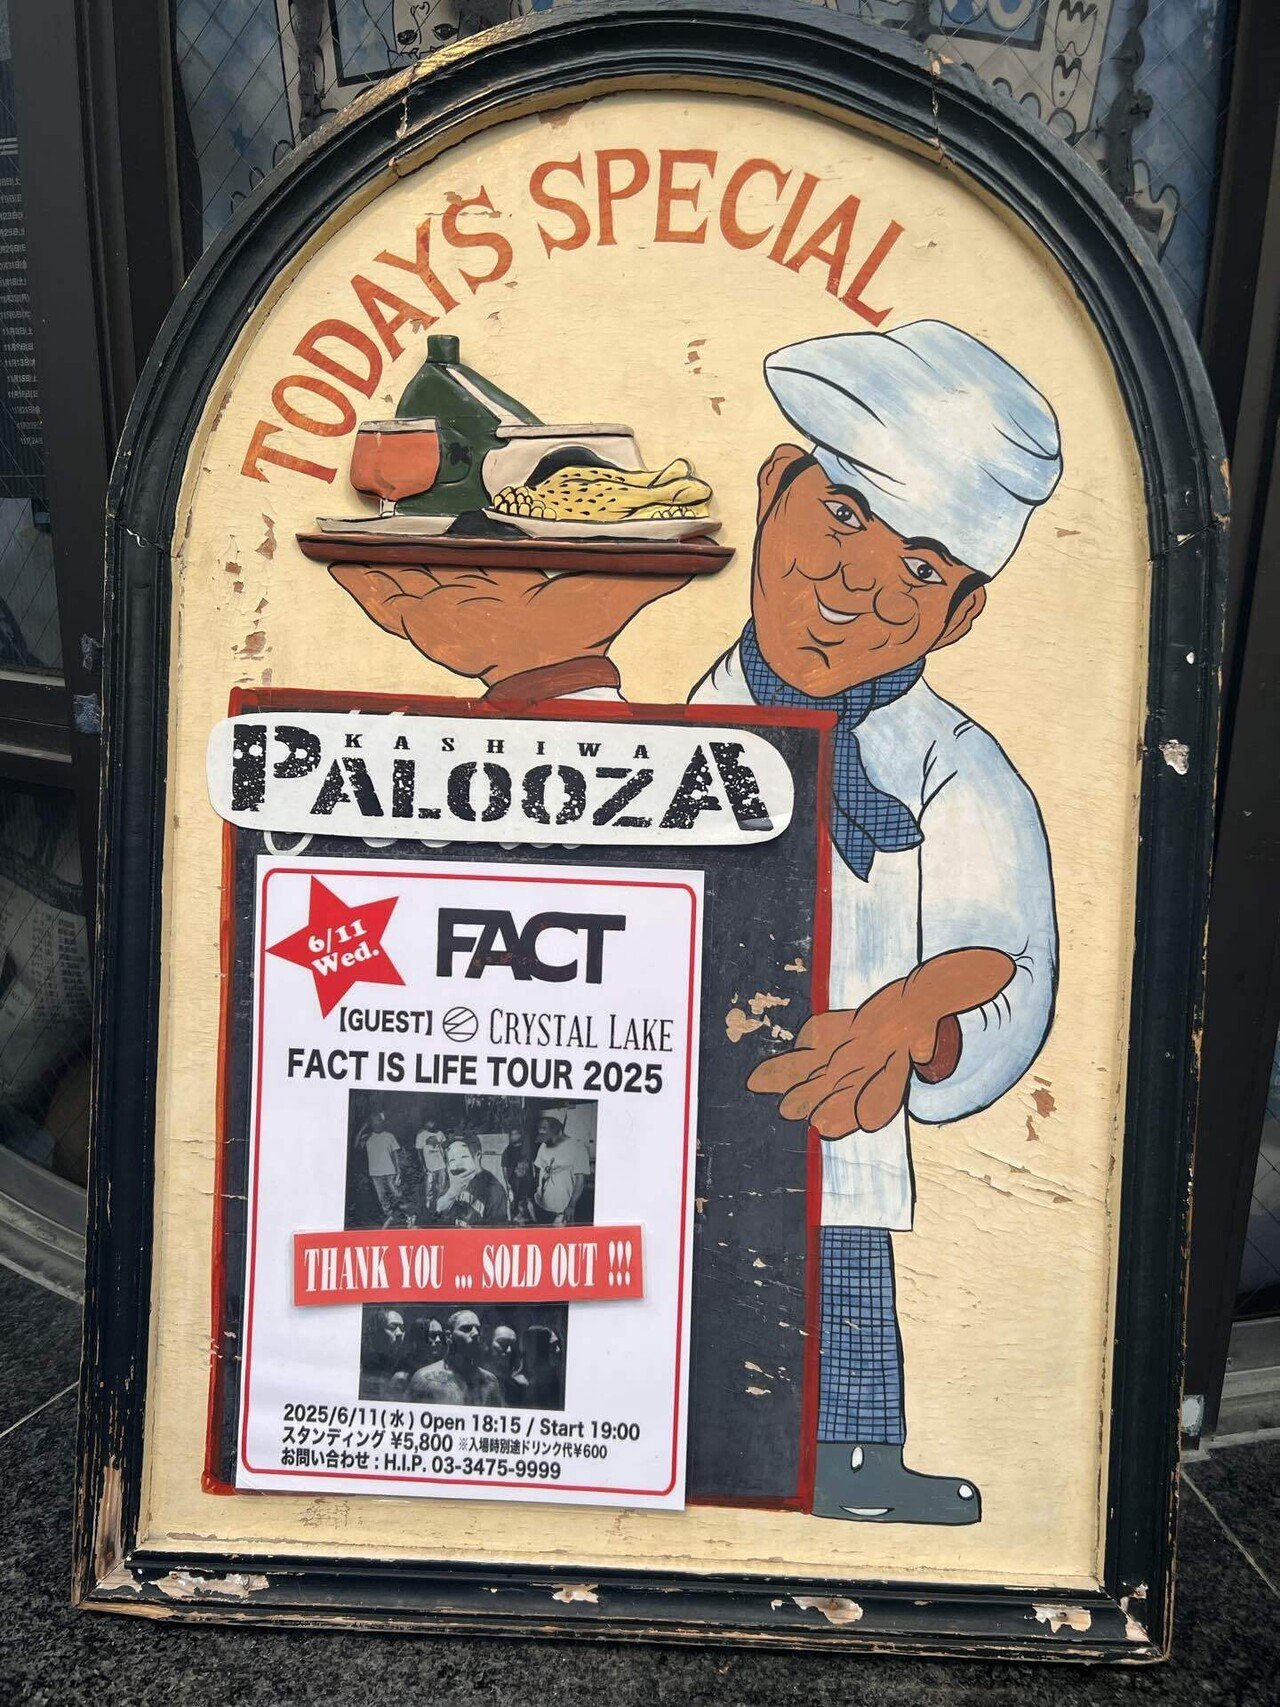 TODAY'S SPECIAL
KASHIWA
PALOOZA
6/11
Wed.
FACT
【GUEST】 CRYSTAL LAKE
FACT IS LIFE TOUR 2025
THANK YOU ... SOLD OUT !!!
2025/6/11(水) Open 18:15 / Start 19:00
スタンディング ¥5,800 ※入場時別途ドリンク代¥600
お問い合わせ : H.I.P. 03-3475-9999